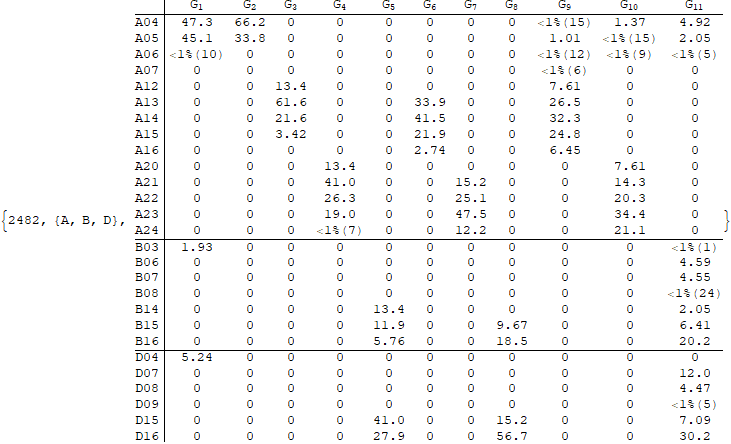 G1 G2 G3 G4 G5 G6 G7 G8 G9 G10 G11
A04 47.3 66.2 0 0 0 0 0 0 <1%(15) 1.37 4.92
A05 45.1 33.8 0 0 0 0 0 0 1.01 <1%(15) 2.05
A06 <1%(10) 0 0 0 0 0 0 0 <1%(12) <1%(9) <1%(5)
A07 0 0 0 0 0 0 0 0 <1%(6) 0 0
A12 0 0 13.4 0 0 0 0 0 7.61 0 0
A13 0 0 61.6 0 0 33.9 0 0 26.5 0 0
A14 0 0 21.6 0 0 41.5 0 0 32.3 0 0
A15 0 0 3.42 0 0 21.9 0 0 24.8 0 0
A16 0 0 0 0 0 2.74 0 0 6.45 0 0
A20 0 0 0 13.4 0 0 0 0 0 7.61 0
A21 0 0 0 41.0 0 0 15.2 0 0 14.3 0
A22 0 0 0 26.3 0 0 25.1 0 0 20.3 0
{2482, {A, B, D}, A23 0 0 0 19.0 0 0 47.5 0 0 34.4 0 }
A24 0 0 0 <1%(7) 0 0 12.2 0 0 21.1 0
B03 1.93 0 0 0 0 0 0 0 0 0 <1%(1)
B06 0 0 0 0 0 0 0 0 0 0 4.59
B07 0 0 0 0 0 0 0 0 0 0 4.55
B08 0 0 0 0 0 0 0 0 0 0 <1%(24)
B14 0 0 0 0 13.4 0 0 0 0 0 2.05
B15 0 0 0 0 11.9 0 0 9.67 0 0 6.41
B16 0 0 0 0 5.76 0 0 18.5 0 0 20.2
D04 5.24 0 0 0 0 0 0 0 0 0 0
D07 0 0 0 0 0 0 0 0 0 0 12.0
D08 0 0 0 0 0 0 0 0 0 0 4.47
D09 0 0 0 0 0 0 0 0 0 0 <1%(5)
D15 0 0 0 0 41.0 0 0 15.2 0 0 7.09
D16 0 0 0 0 27.9 0 0 56.7 0 0 30.2